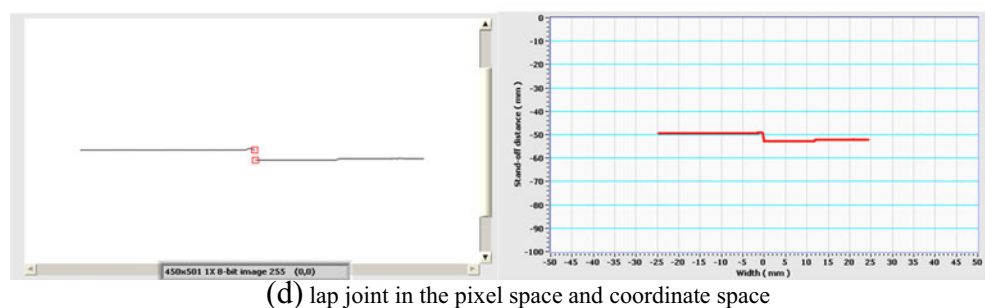 450x501 1X 8-bit image 255 (0,0)
Stand-off distance ( mm )
0
-10
-20
-30
-40
-50
-60
-70
-80
-90
-100
-50 -45 -40 -35 -30 -25 -20 -15 -10 -5 0 5 10 15 20 25 30 35 40 45 50
Width ( mm )
(d) lap joint in the pixel space and coordinate space